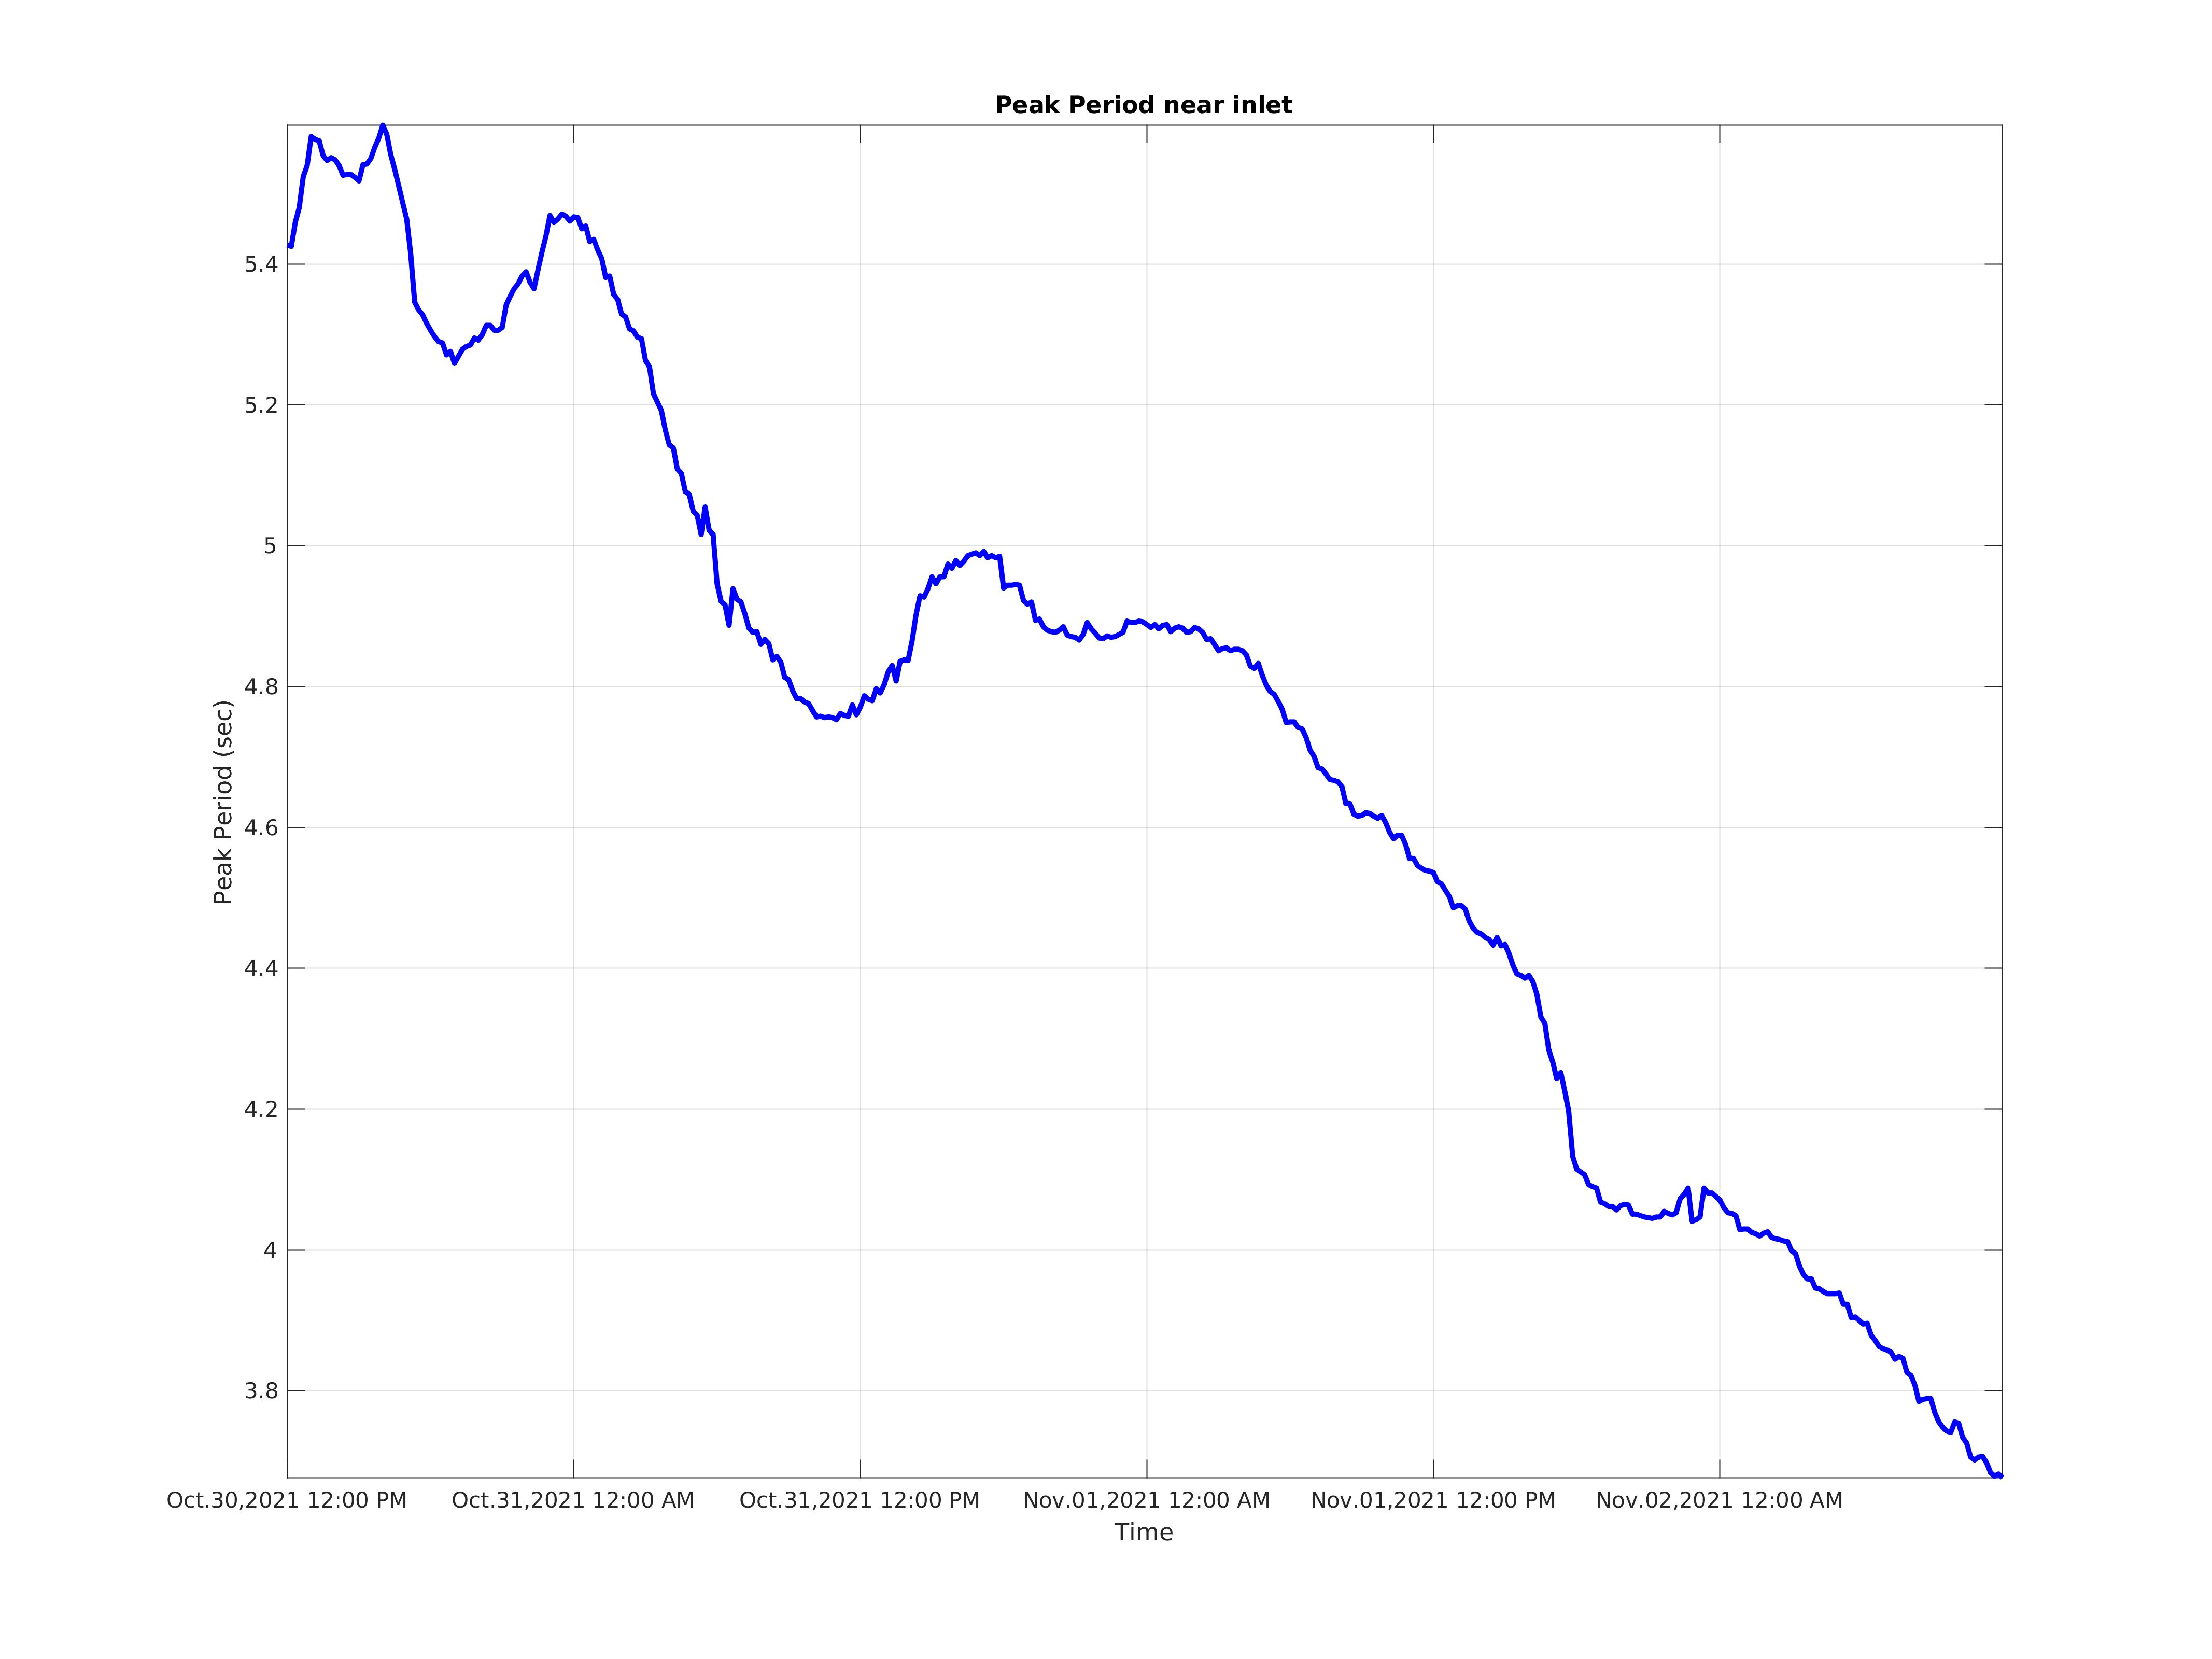 Peak Period near inlet
5.4
5.2
5
4.8
4.6
4.4
4.2
4
3.8
Peak Period (sec)
Oct.30,2021 12:00 PM Oct.31,2021 12:00 AM Oct.31,2021 12:00 PM Nov.01,2021 12:00 AM Nov.01,2021 12:00 PM Nov.02,2021 12:00 AM
Time